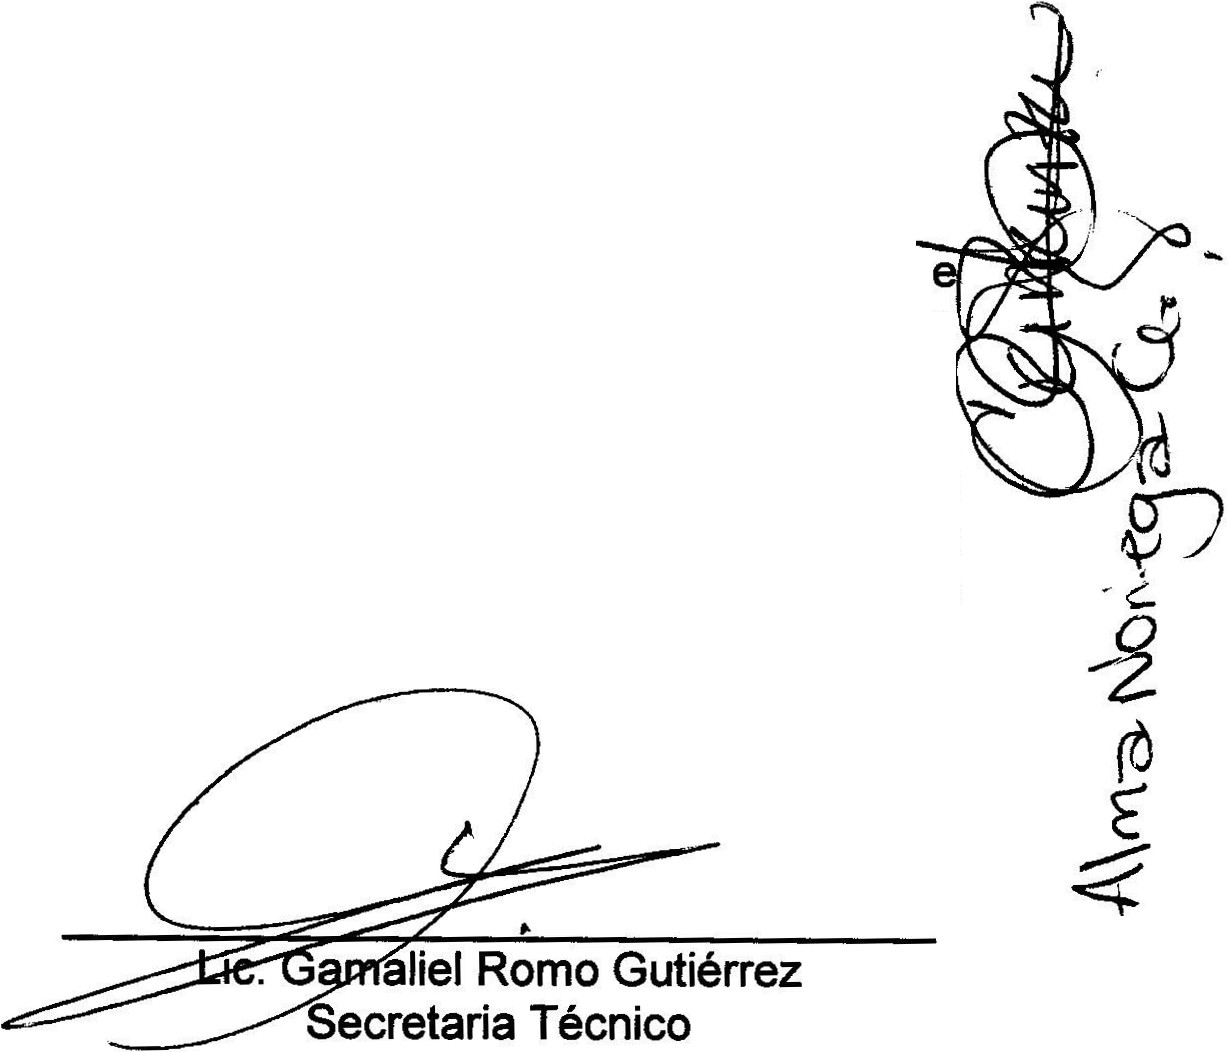 e
Alma Noriega
Lic. Gamaliel Romo Gutiérrez
Secretaria Técnico